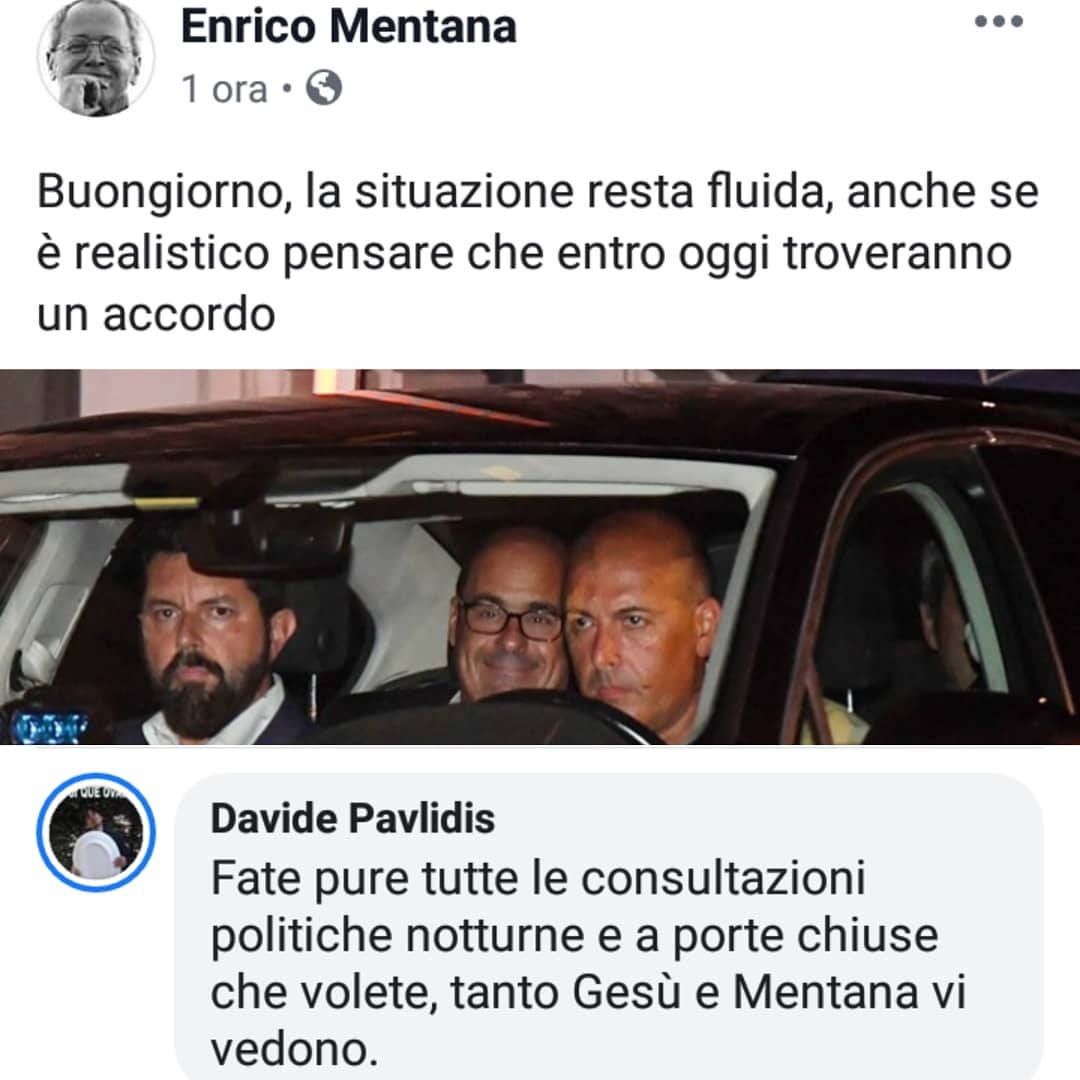 Enrico Mentana
1 ora •
Buongiorno, la situazione resta fluida, anche se
è realistico pensare che entro oggi troveranno
un accordo
QUE
Davide Pavlidis
Fate pure tutte le consultazioni
politiche notturne e a porte chiuse
che volete, tanto Gesù e Mentana vi
vedono.